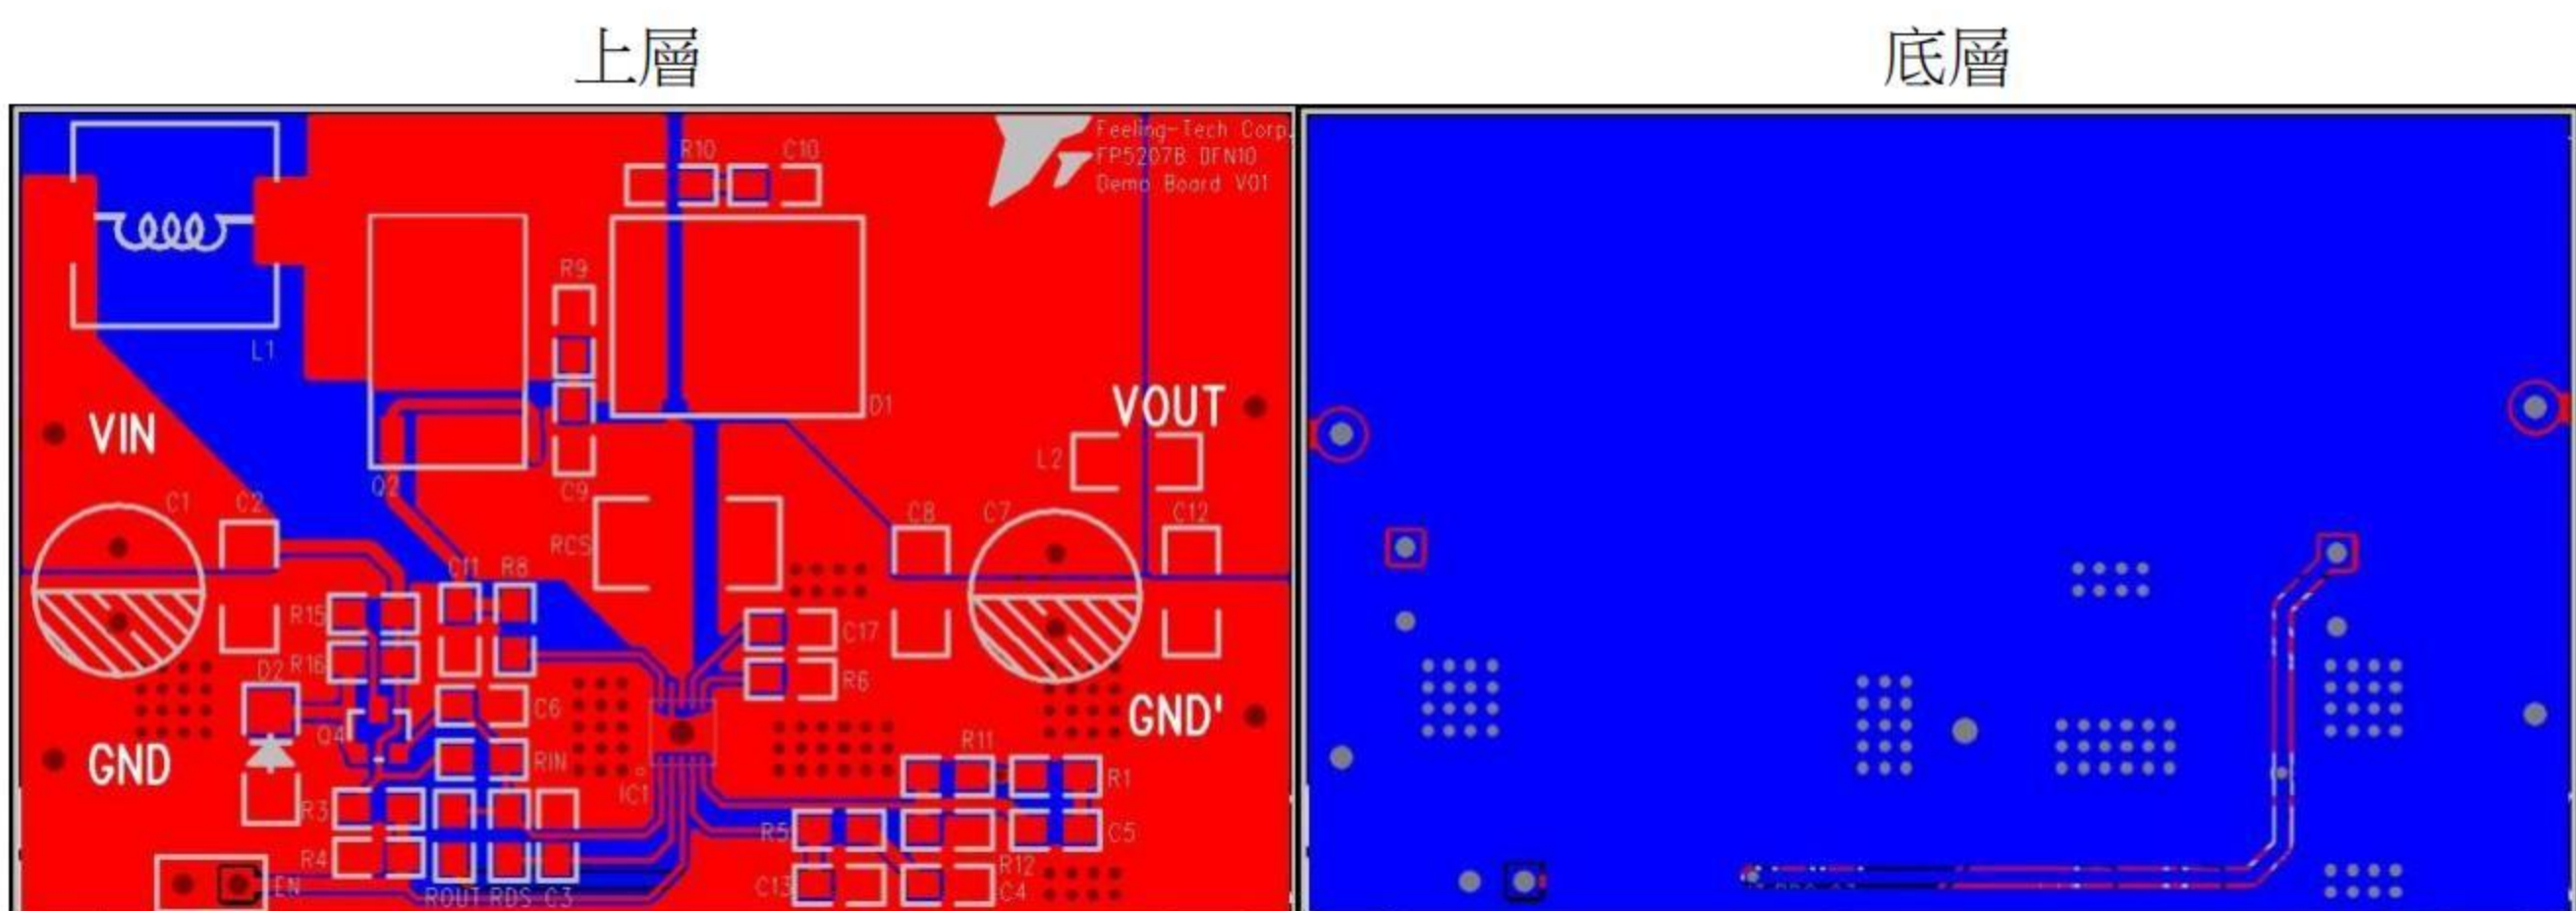 上層
底層
Feeling-Tech Corp.
FP5207B DFN10
Demo Board V01
R10
C10
R9
L1
D1
VIN
VOUT
L2
Q2
C9
C1
C2
RCS
C8
C7
C12
C11
R8
R15
C17
R16
D2
R6
C6
GND'
Q4
GND
RIN
R11
IC1
R1
R3
R5
C5
R4
R12
EN
C13
C4
ROUT
RDS
C3